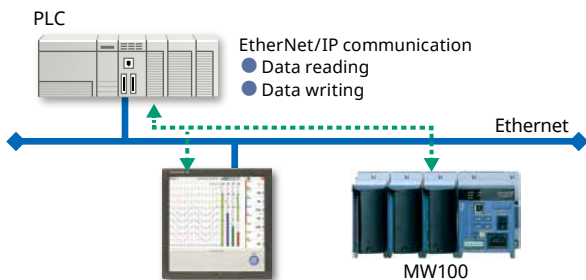 PLC
EtherNet/IP communication
Data reading
Data writing
Ethernet
MW100